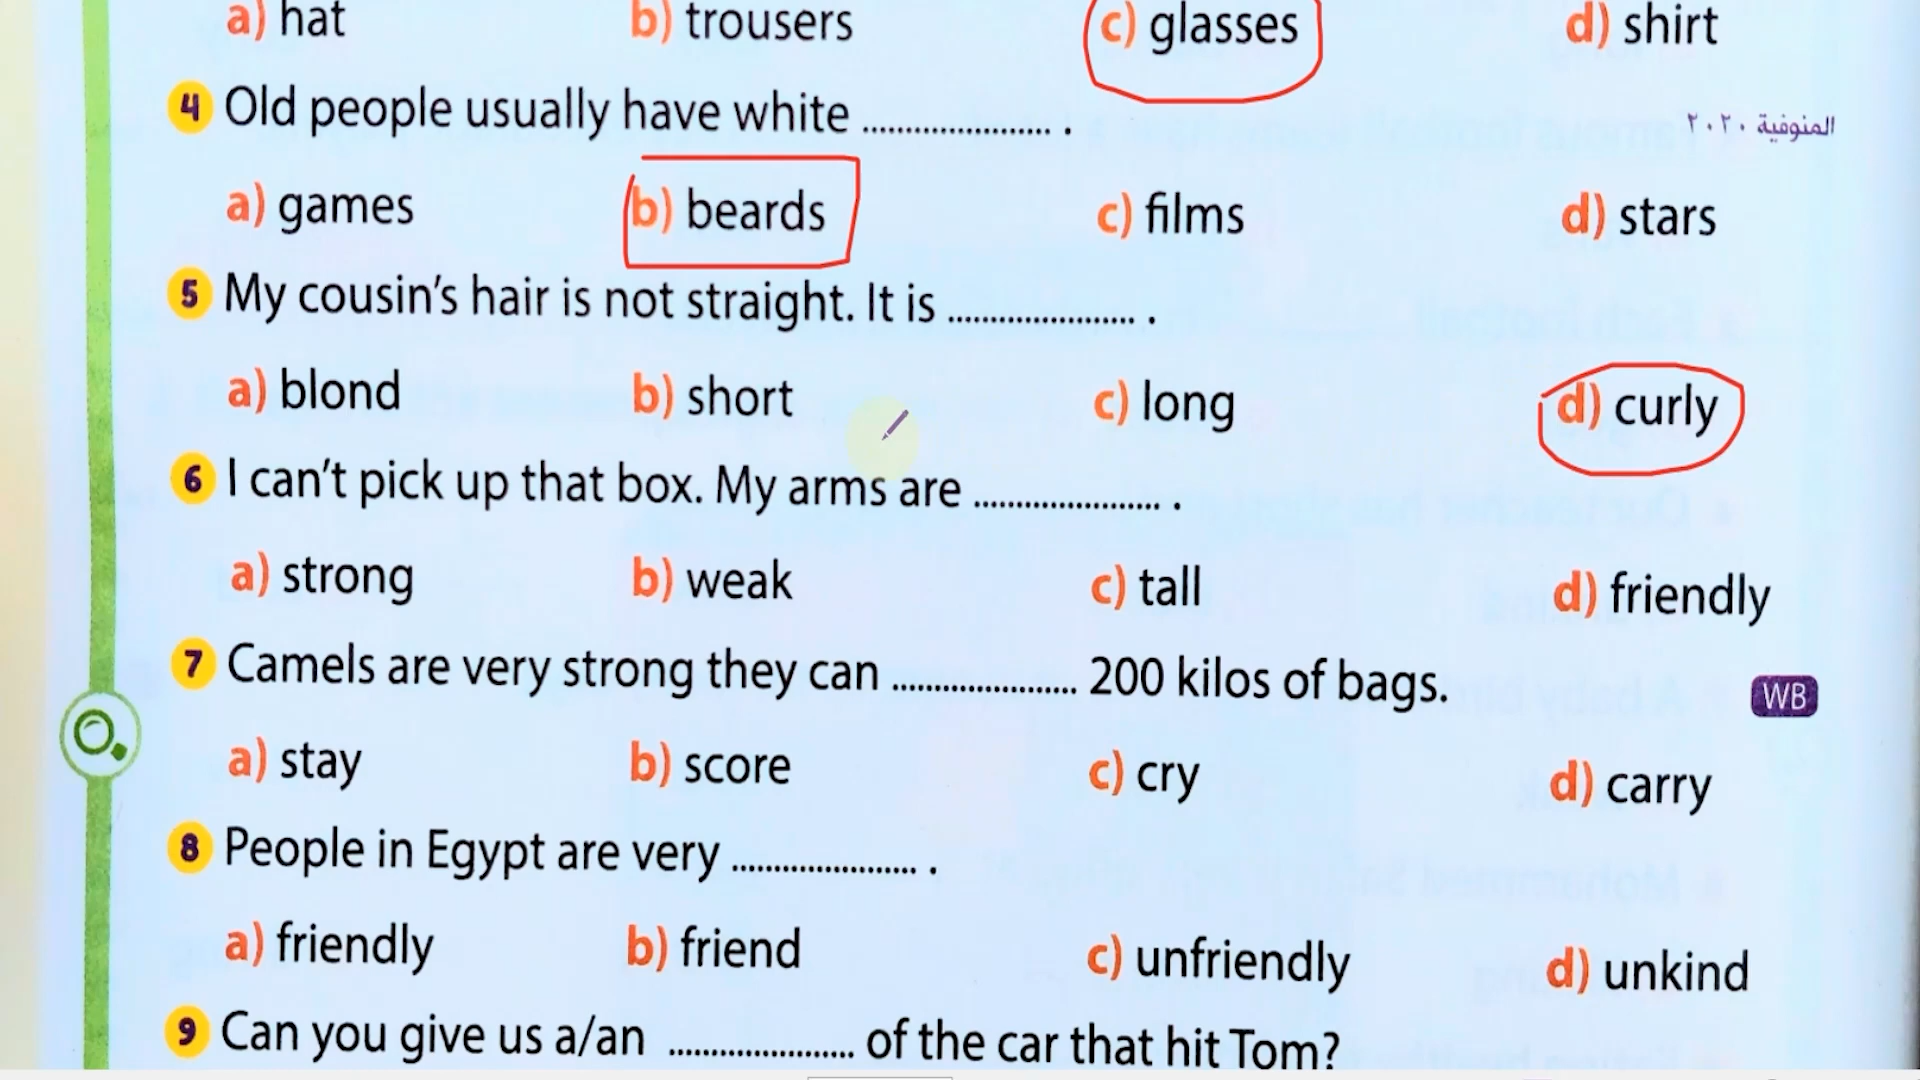 a) hat b) trousers c) glasses d) shirt
4 Old people usually have white ..................... . المنوفية ٢٠٢٠
a) games b) beards c) films d) stars
5 My cousin's hair is not straight. It is ..................... .
a) blond b) short c) long d) curly
6 I can't pick up that box. My arms are ..................... .
a) strong b) weak c) tall d) friendly
7 Camels are very strong they can ..................... 200 kilos of bags. WB
a) stay b) score c) cry d) carry
8 People in Egypt are very ..................... .
a) friendly b) friend c) unfriendly d) unkind
9 Can you give us a/an ..................... of the car that hit Tom?